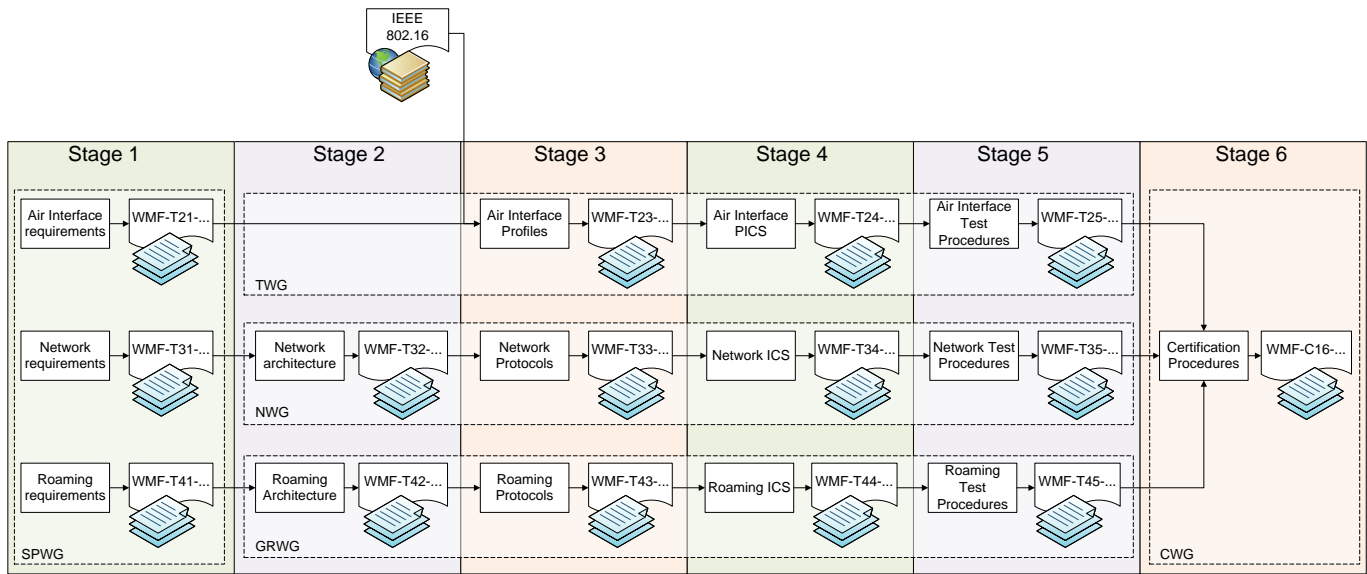 IEEE
802.16
Stage 1
Stage 2
Stage 3
Stage 4
Stage 5
Stage 6
Air Interface
requirements
WMF-T21-...
Air Interface
Profiles
WMF-T23-...
Air Interface
PICS
WMF-T24-...
Air Interface
Test
Procedures
WMF-T25-...
TWG
Network
requirements
WMF-T31-...
Network
architecture
WMF-T32-...
Network
Protocols
WMF-T33-...
Network ICS
WMF-T34-...
Network Test
Procedures
WMF-T35-...
Certification
Procedures
WMF-C16-...
NWG
Roaming
requirements
WMF-T41-...
Roaming
Architecture
WMF-T42-...
Roaming
Protocols
WMF-T43-...
Roaming ICS
WMF-T44-...
Roaming
Test
Procedures
WMF-T45-...
SPWG
GRWG
CWG